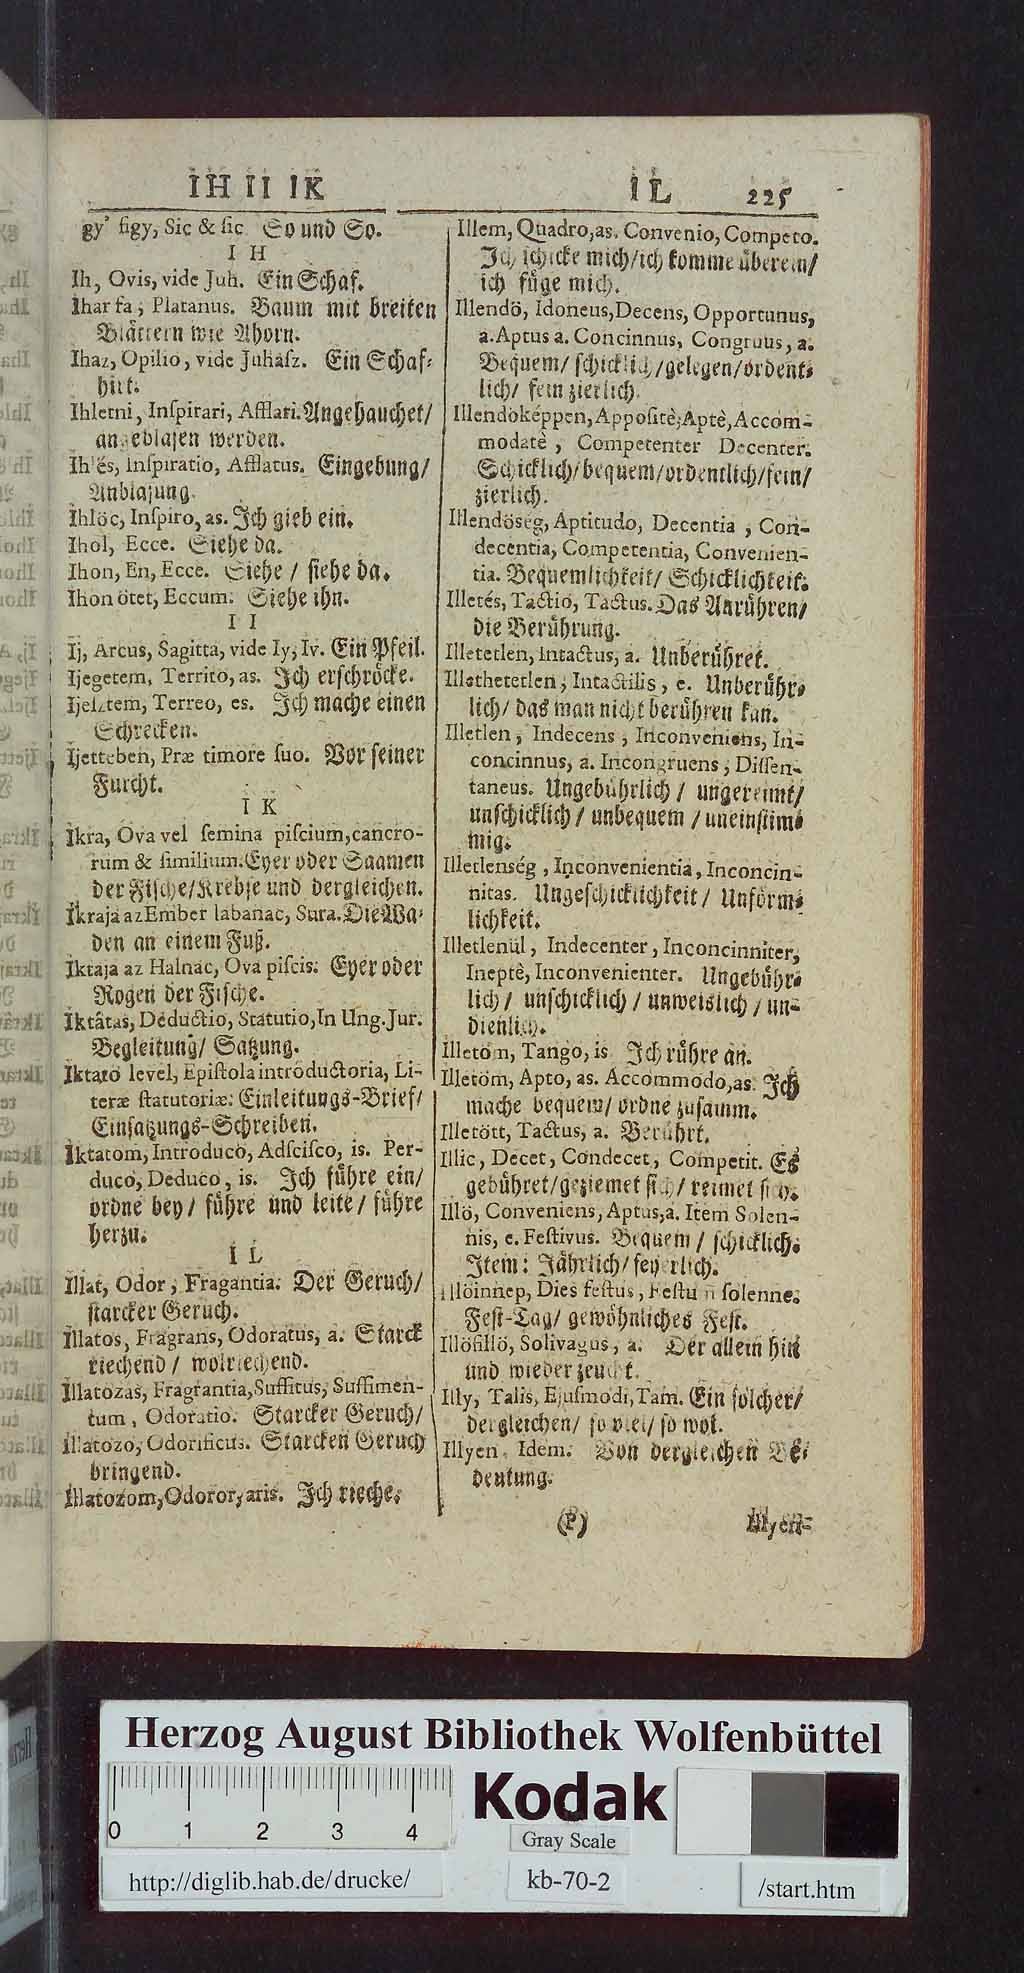 IH II IK
IL 225
gy' sigy, Sic & sic So und So.
I H
Ih, Ovis, vide Juh. Ein Schaf.
Ihar fa, Platanus. Baum mit breiten
Blättern wie Ahorn.
Ihaz, Opilio, vide Juhász. Ein Schaf-
hirt.
Ihletni, Inspirari, Afflari. Angehauchet/
angeblasen werden.
Ih'és, Inspiratio, Afflatus. Eingebung/
Anblasung.
Ihlöc, Inspiro, as. Ich gieb ein.
Ihol, Ecce. Siehe da.
Ihon, En, Ecce. Siehe / siehe da.
Ihon ötet, Eccum. Siehe ihn.
I I
Ij, Arcus, Sagitta, vide Iy, Iv. Ein Pfeil.
Ijegetem, Territo, as. Ich erschröcke.
Ijesztem, Terreo, es. Ich mache einen
Schrecken.
Ijetteben, Præ timore suo. Vor seiner
Furcht.
I K
Ikra, Ova vel semina piscium, cancro-
rum & similium. Eyer oder Saamen
der Fische/ Krebse und dergleichen.
Ikraja az Ember labanac, Sura. Die Wa-
den an einem Fuß.
Iktaja az Halnac, Ova piscis. Eyer oder
Rogen der Fische.
Iktâtas, Deductio, Statutio, In Ung. Jur.
Begleitung/ Satzung.
Iktato level, Epistola introductoria, Li-
teræ statutoriæ. Einleitungs-Brief/
Einsatzungs-Schreiben.
Iktatom, Introduco, Adscisco, is. Per-
duco, Deduco, is. Ich führe ein/
ordne bey/ führe und leite/ führe
herzu.
I L
Illat, Odor, Fragantia. Der Geruch/
starcker Geruch.
Illatos, Fragrans, Odoratus, a. Starck
riechend / wolriechend.
Illatozas, Fragrantia, Suffitus, Suffimen-
tum, Odoratio. Starcker Geruch/
Illatozo, Odorificus. Starcken Geruch
bringend.
Illatozom, Odoror, aris. Ich rieche.
Illem, Quadro, as. Convenio, Competo.
Ich schicke mich/ich komme überein/
ich füge mich.
Illendö, Idoneus, Decens, Opportunus,
a. Aptus a. Concinnus, Congruus, a.
Bequem/ schicklich/gelegen/ordent-
lich/ fein zierlich.
Illendoképpen, Appositè, Aptè, Accom-
modatè, Competenter Decenter.
Schicklich/bequem/ordentlich/fein/
zierlich.
Illendöség, Aptitudo, Decentia, Con-
decentia, Competentia, Convenien-
tia. Bequemlichkeit/ Schicklichkeit.
Illetés, Tactio, Tactus. Das Anrühren/
die Berührung.
Illetetlen, Intactus, a. Unberühret.
Illethetetlen, Intactilis, e. Unberühr-
lich/ das man nicht berühren kan.
Illetlen, Indecens, Inconveniens, In-
concinnus, a. Incongruens, Dissen-
taneus. Ungebührlich / ungereimt/
unschicklich / unbequem / uneinstim-
mig.
Illetlenség, Inconvenientia, Inconcin-
nitas. Ungeschicklichkeit/ Unförm-
lichkeit.
Illetlenül, Indecenter, Inconcinniter,
Ineptè, Inconvenienter. Ungebühr-
lich/ unschicklich / unweislich / un-
dienlich.
Illetöm, Tango, is Ich rühre an.
Illetöm, Apto, as. Accommodo, as. Ich
mache bequem/ ordne zusamm.
Illetött, Tactus, a. Berührt.
Illic, Decet, Condecet, Competit. Es
gebühret/geziemet sich/ reimet sich.
Illö, Conveniens, Aptus, a. Item Solen-
nis, e. Festivus. Bequem / schicklich.
Item: Jährlich/ feyerlich.
Illöinnep, Dies festus, Festum solenne.
Fest-Tag/ gewöhnliches Fest.
Illöfillö, Solivagus, a. Der allein hin
und wieder zeucht.
Illy, Talis, Ejusmodi, Tam. Ein solcher/
dergleichen/ so viel/ so wol.
Illyen, Idem. Von dergleichen Be-
deutung.
(P) Illyen-
Herzog August Bibliothek Wolfenbüttel
0 1 2 3 4
Kodak
Gray Scale
http://diglib.hab.de/drucke/
kb-70-2
/start.htm